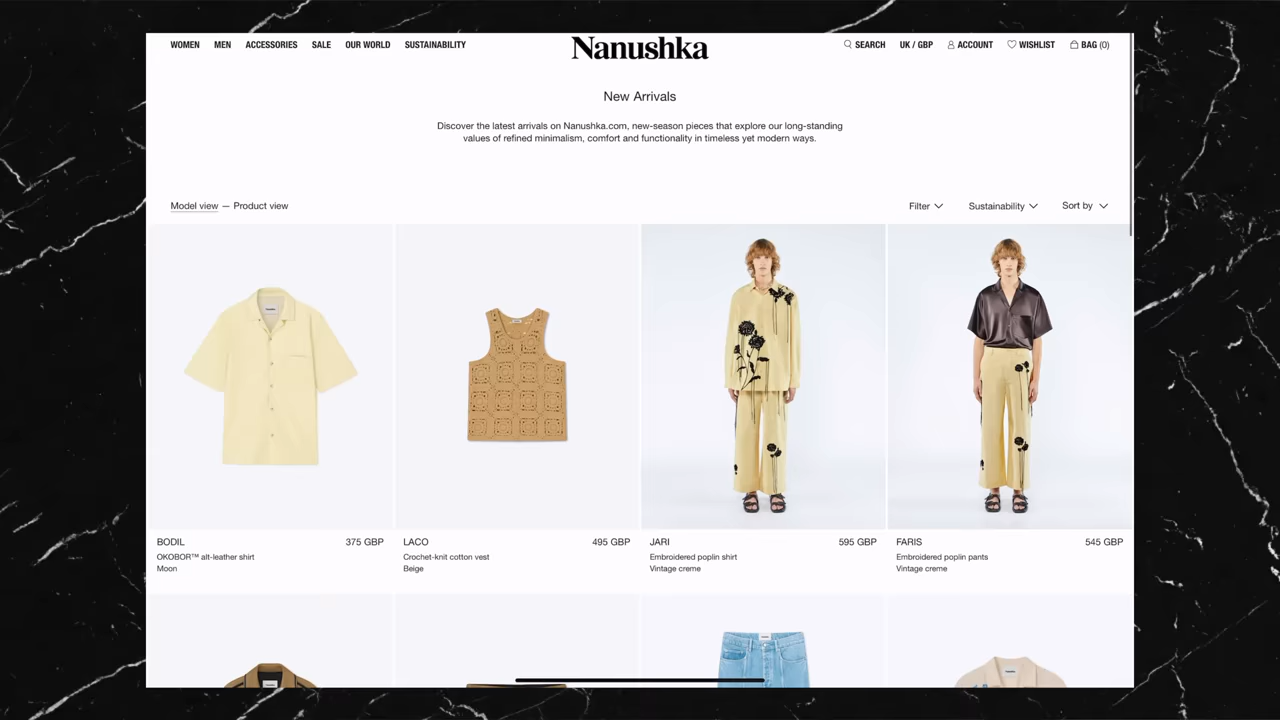 WOMEN MEN ACCESSORIES SALE OUR WORLD SUSTAINABILITY
Nanushka
SEARCH UK / GBP ACCOUNT WISHLIST BAG (0)
New Arrivals
Discover the latest arrivals on Nanushka.com, new-season pieces that explore our long-standing
values of refined minimalism, comfort and functionality in timeless yet modern ways.
Model view — Product view
Filter Sustainability Sort by
BODIL 375 GBP
OKOBOR™ alt-leather shirt
Moon
LACO 495 GBP
Crochet-knit cotton vest
Beige
JARI 595 GBP
Embroidered poplin shirt
Vintage creme
FARIS 545 GBP
Embroidered poplin pants
Vintage creme